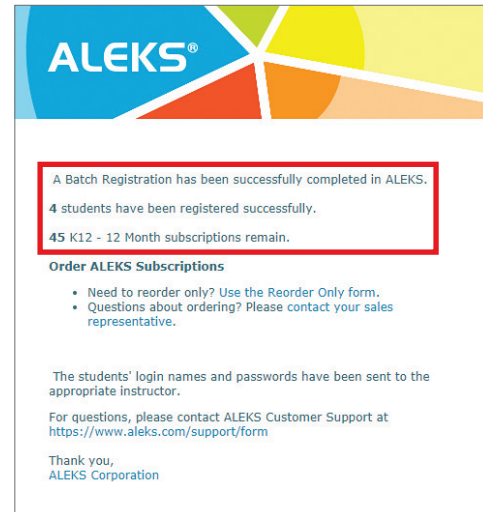 ALEKS®
A Batch Registration has been successfully completed in ALEKS.
4 students have been registered successfully.
45 K12 - 12 Month subscriptions remain.
Order ALEKS Subscriptions
• Need to reorder only? Use the Reorder Only form.
• Questions about ordering? Please contact your sales
representative.
The students' login names and passwords have been sent to the
appropriate instructor.
For questions, please contact ALEKS Customer Support at
https://www.aleks.com/support/form
Thank you,
ALEKS Corporation